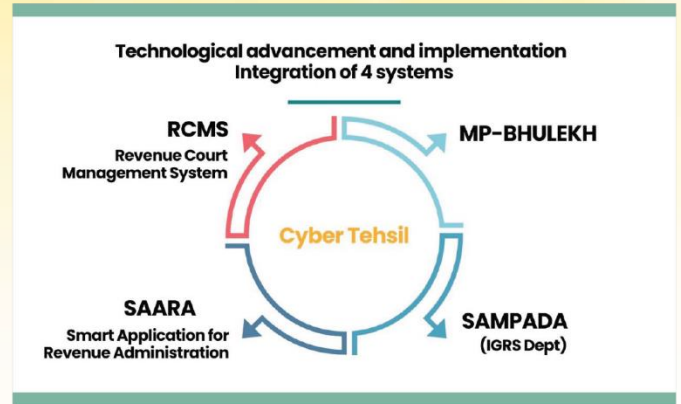 Technological advancement and implementation
Integration of 4 systems
RCMS
Revenue Court
Management System
MP-BHULEKH
Cyber Tehsil
SAARA
Smart Application for
Revenue Administration
SAMPADA
(IGRS Dept)